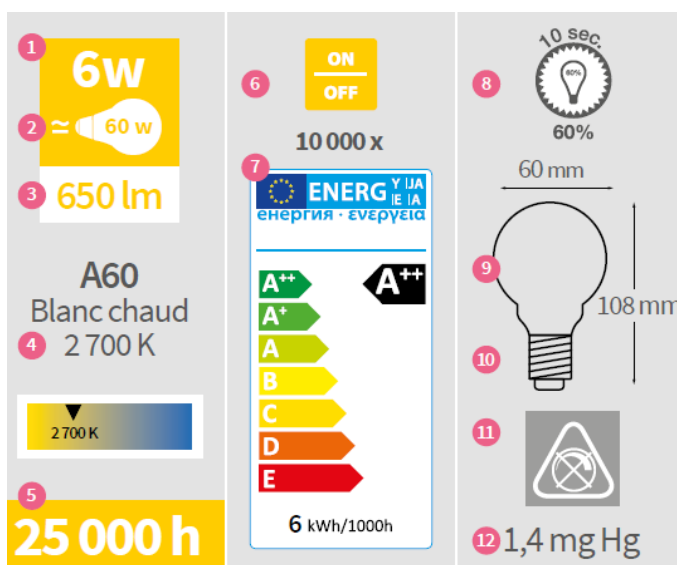 1
6w
2
≃ 60 w
3
650 lm
A60
Blanc chaud
4
2 700 K
2 700 K
5
25 000 h
6
ON
OFF
10 000 x
7
ENERG Y IJA
IE IA
енергия · ενεργεια
A++
A++
A+
A
B
C
D
E
6 kWh/1000h
8
10 sec.
60%
60%
60 mm
9
108 mm
10
11
12
1,4 mg Hg